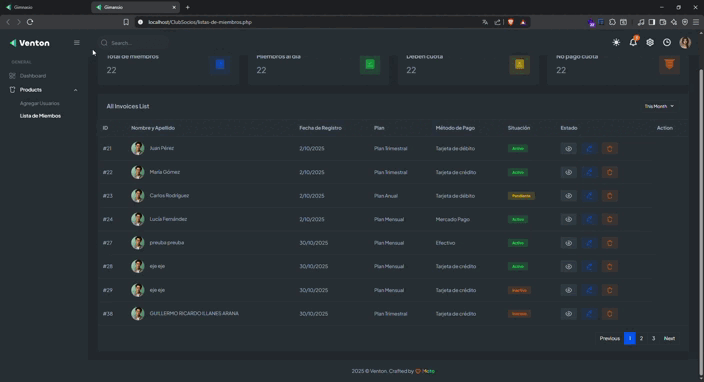 Gimnasio
Gimansio
localhost/ClubSocios/listas-de-miembros.php
Venton
Search...
GENERAL
Dashboard
Products
Agregar Usuarios
Lista de Miembos
Total de miembros
22
Miembros al dia
22
Deben cuota
22
No pago cuota
22
All Invoices List
This Month
ID Nombre y Apellido Fecha de Registro Plan Método de Pago Situación Estado Action
#21 Juan Pérez 2/10/2025 Plan Trimestral Tarjeta de débito Activo
#22 María Gómez 2/10/2025 Plan Trimestral Tarjeta de crédito Activo
#23 Carlos Rodríguez 2/10/2025 Plan Anual Tarjeta de débito Pendiente
#24 Lucía Fernández 2/10/2025 Plan Mensual Mercado Pago Activo
#27 preuba preuba 30/10/2025 Plan Mensual Efectivo Activo
#28 eje eje 30/10/2025 Plan Mensual Tarjeta de crédito Activo
#29 eje eje 30/10/2025 Plan Mensual Tarjeta de crédito Inactivo
#38 GUILLERMO RICARDO ILLANES ARANA 30/10/2025 Plan Trimestral Tarjeta de crédito Inactivo
Previous 1 2 3 Next
2025 © Venton. Crafted by Meta